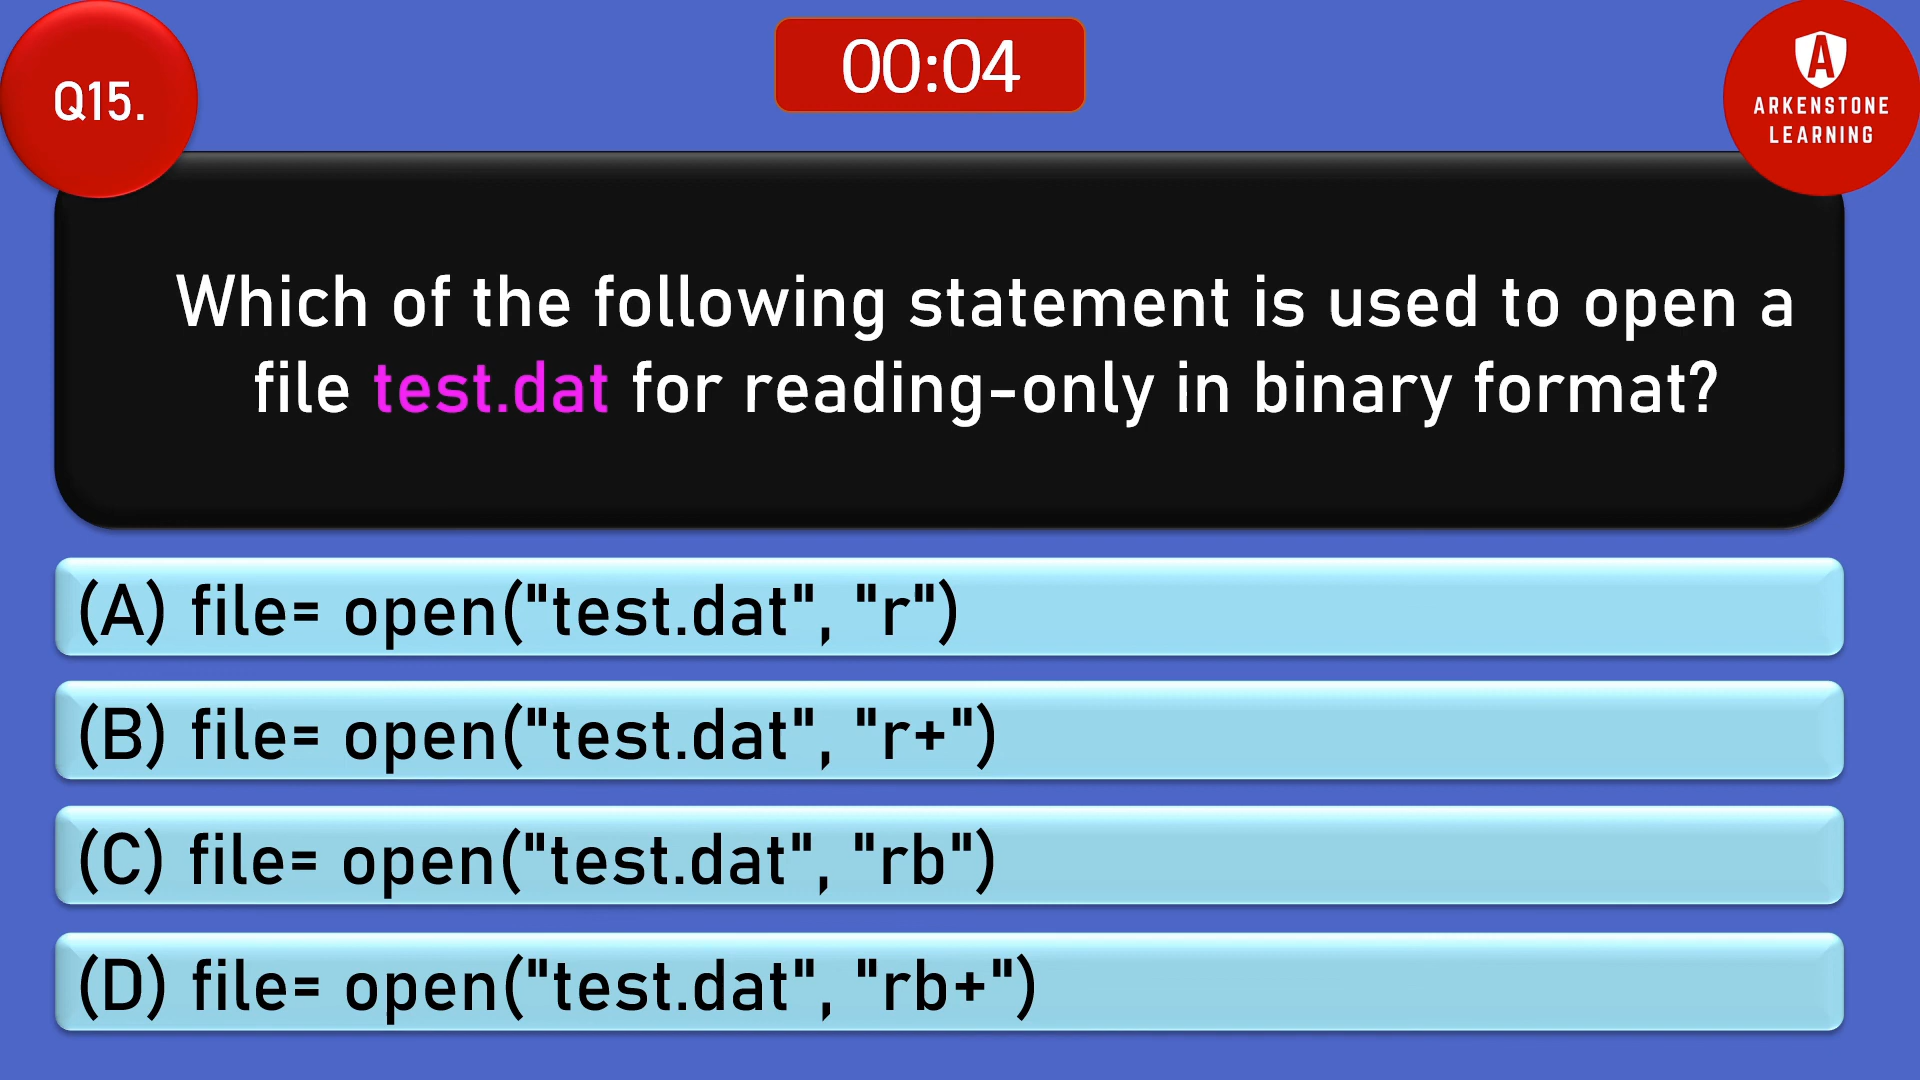 Q15.
00:04
A
ARKENSTONE
LEARNING
Which of the following statement is used to open a
file test.dat for reading-only in binary format?
(A) file= open("test.dat", "r")
(B) file= open("test.dat", "r+")
(C) file= open("test.dat", "rb")
(D) file= open("test.dat", "rb+")